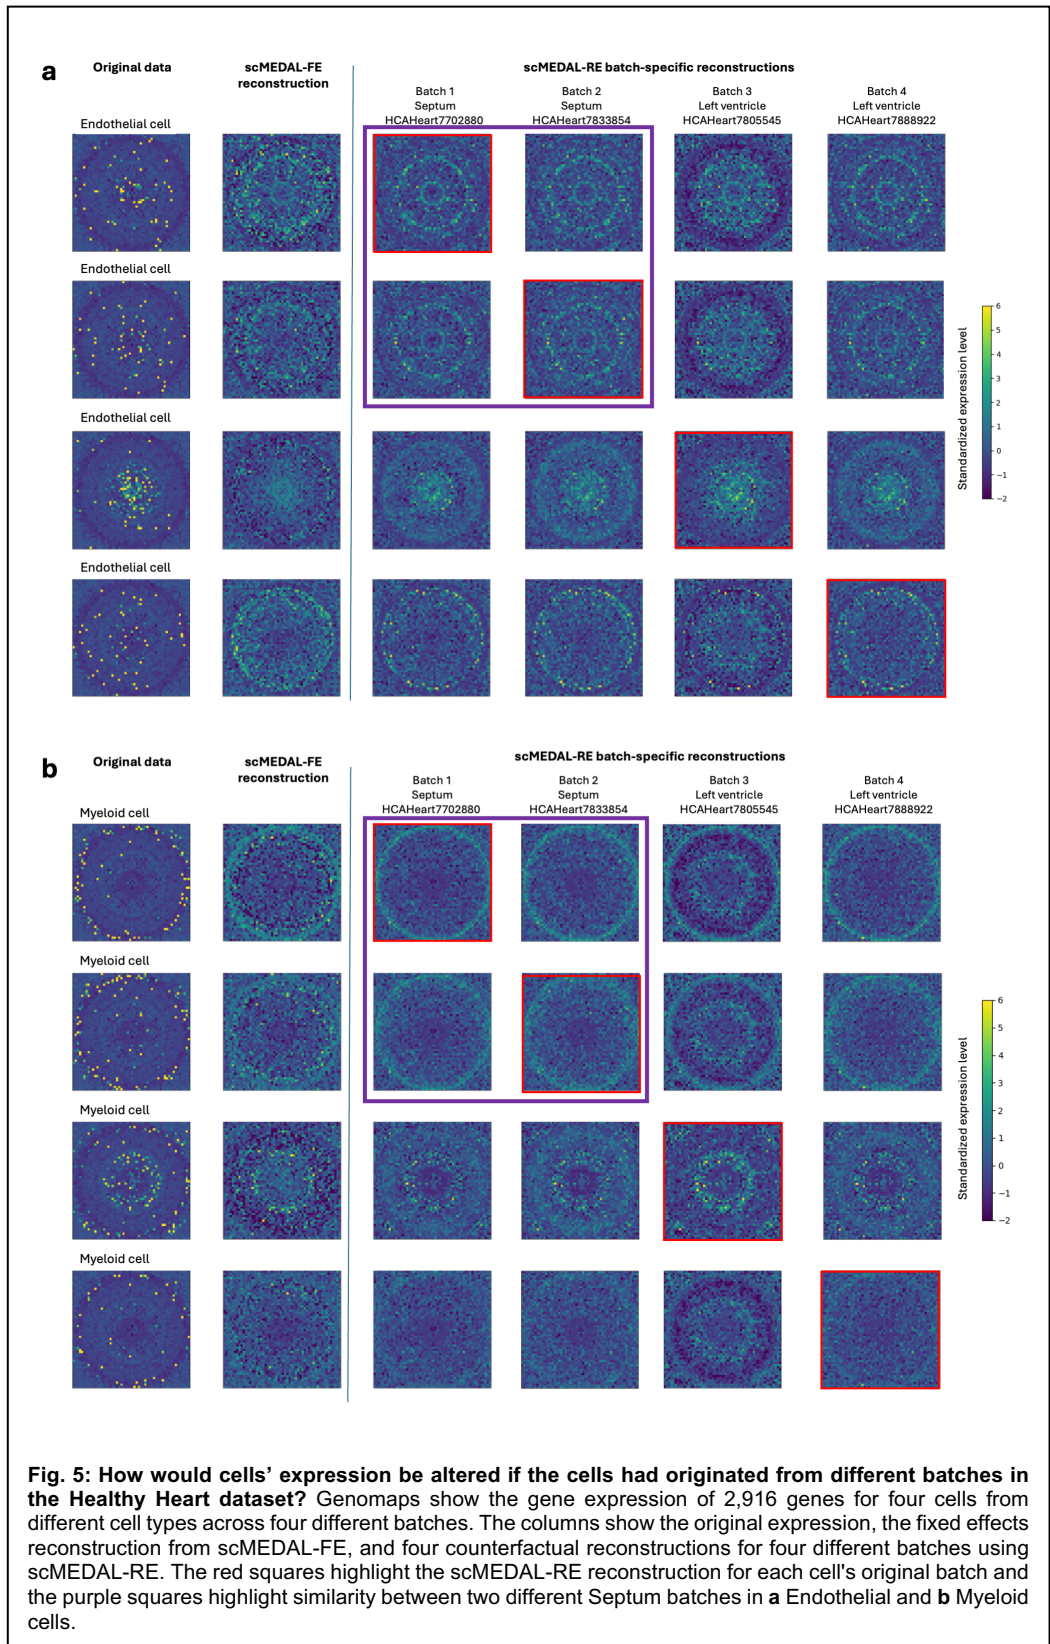 a
Original data
scMEDAL-FE
reconstruction
scMEDAL-RE batch-specific reconstructions
Batch 1
Septum
HCAHeart7702880
Batch 2
Septum
HCAHeart7833854
Batch 3
Left ventricle
HCAHeart7805545
Batch 4
Left ventricle
HCAHeart7888922
Endothelial cell
Endothelial cell
Endothelial cell
Endothelial cell
6
5
4
3
2
1
0
−1
−2
Standardized expression level
b
Original data
scMEDAL-FE
reconstruction
scMEDAL-RE batch-specific reconstructions
Batch 1
Septum
HCAHeart7702880
Batch 2
Septum
HCAHeart7833854
Batch 3
Left ventricle
HCAHeart7805545
Batch 4
Left ventricle
HCAHeart7888922
Myeloid cell
Myeloid cell
Myeloid cell
Myeloid cell
6
5
4
3
2
1
0
−1
−2
Standardized expression level
Fig. 5: How would cells’ expression be altered if the cells had originated from different batches in
the Healthy Heart dataset? Genomaps show the gene expression of 2,916 genes for four cells from
different cell types across four different batches. The columns show the original expression, the fixed effects
reconstruction from scMEDAL-FE, and four counterfactual reconstructions for four different batches using
scMEDAL-RE. The red squares highlight the scMEDAL-RE reconstruction for each cell's original batch and
the purple squares highlight similarity between two different Septum batches in a Endothelial and b Myeloid
cells.